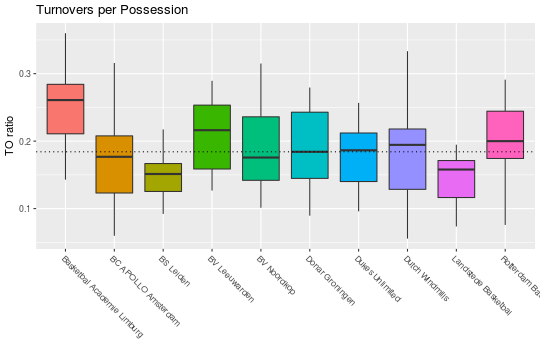 Turnovers per Possession
TO ratio
0.3
0.2
0.1
Basketbal Academie Limburg
BC APOLLO Amsterdam
BS Leiden
BV Leeuwarden
BV Noordkop
Donar Groningen
Dukes Unlimited
Dutch Windmills
Landstede Basketbal
Rotterdam Bas